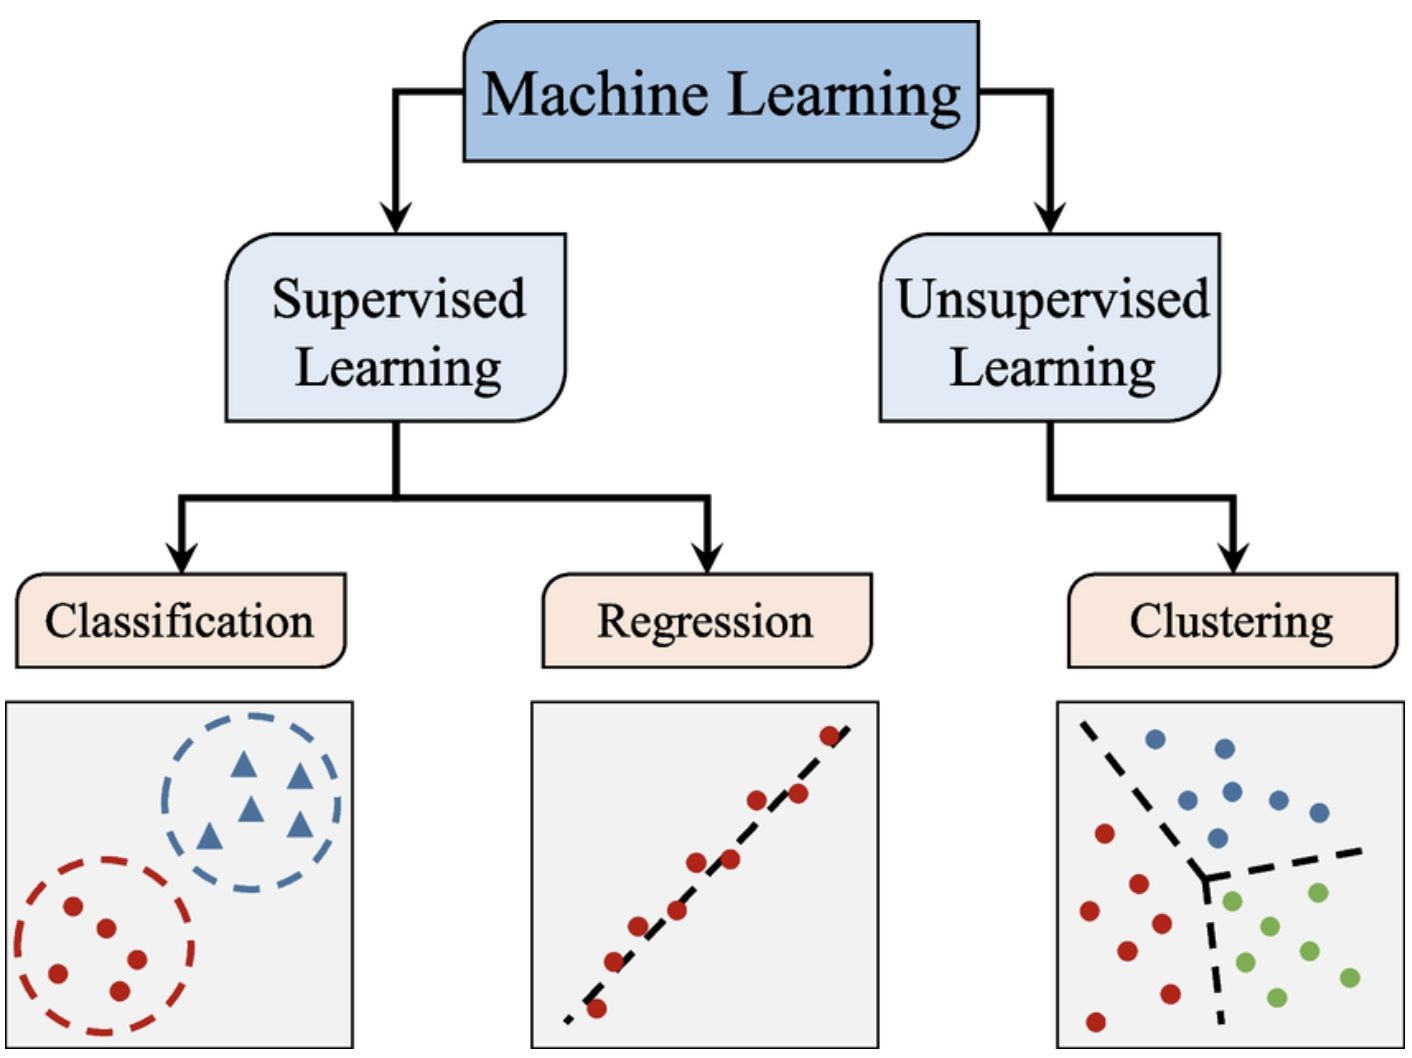 Machine Learning
Supervised
Learning
Unsupervised
Learning
Classification
Regression
Clustering